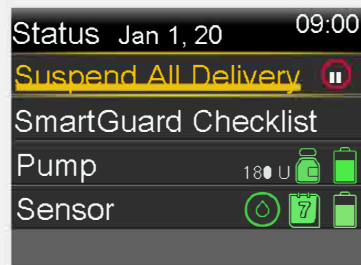 Status Jan 1, 20 09:00
Suspend All Delivery
SmartGuard Checklist
Pump 180 U
Sensor 7